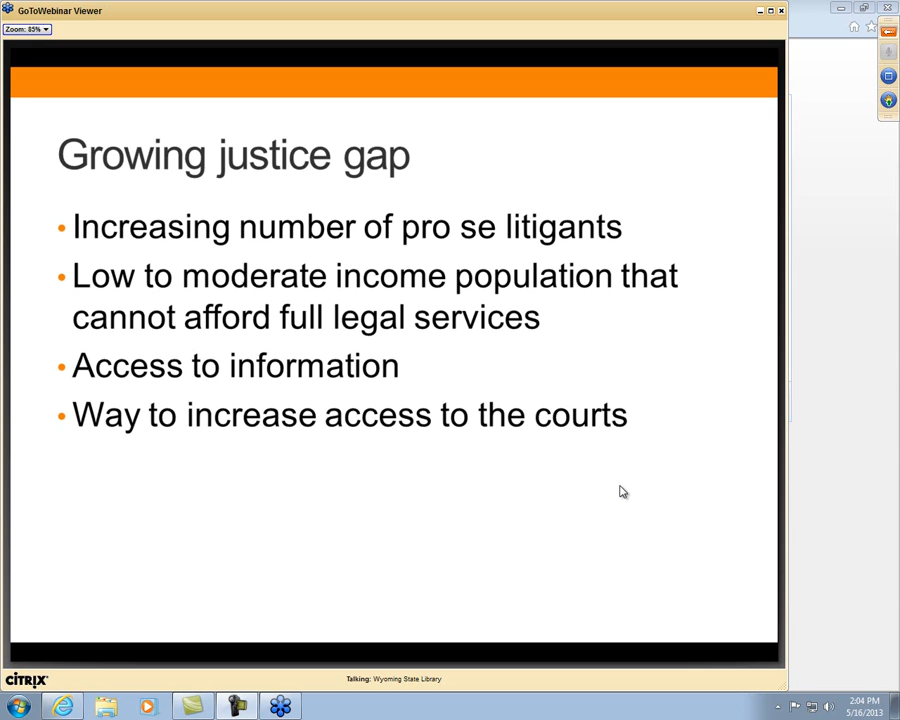 GoToWebinar Viewer
Zoom: 85%
Growing justice gap
• Increasing number of pro se litigants
• Low to moderate income population that
cannot afford full legal services
• Access to information
• Way to increase access to the courts
CITRIX
Talking: Wyoming State Library
2:04 PM
5/16/2013